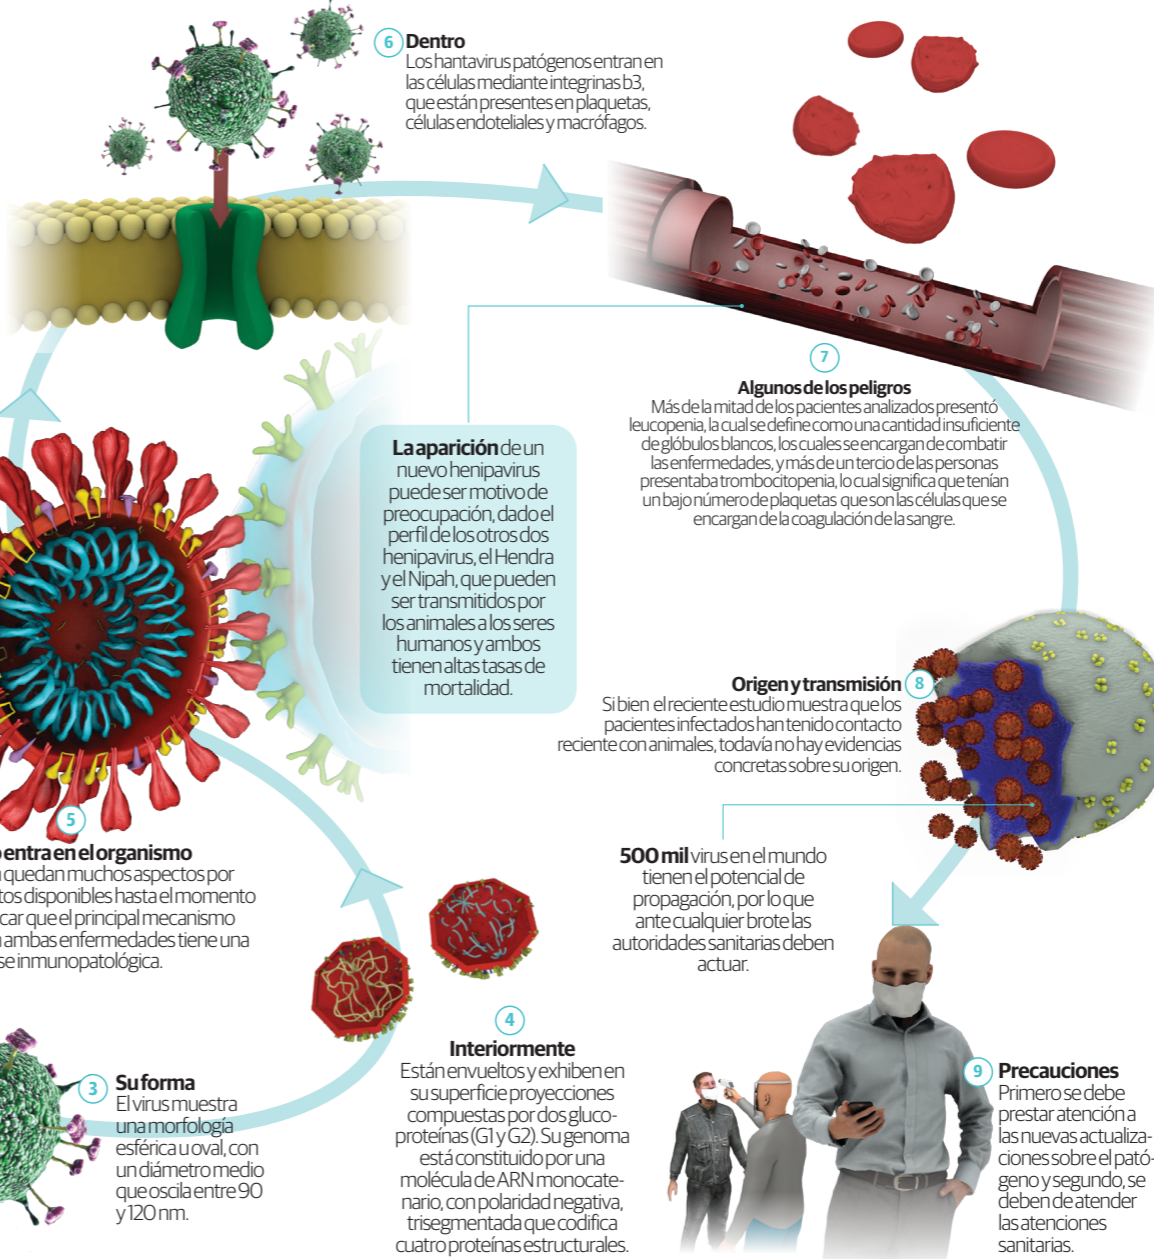 6 Dentro
Los hantavirus patógenos entran en
las células mediante integrinas b3,
que están presentes en plaquetas,
células endoteliales y macrófagos.
7
Algunos de los peligros
Más de la mitad de los pacientes analizados presentó
leucopenia, la cual se define como una cantidad insuficiente
de glóbulos blancos, los cuales se encargan de combatir
las enfermedades, y más de un tercio de las personas
presentaba trombocitopenia, lo cual significa que tenían
un bajo número de plaquetas que son las células que se
encargan de la coagulación de la sangre.
La aparición de un
nuevo henipavirus
puede ser motivo de
preocupación, dado el
perfil de los otros dos
henipavirus, el Hendra
y el Nipah, que pueden
ser transmitidos por
los animales a los seres
humanos y ambos
tienen altas tasas de
mortalidad.
Origen y transmisión 8
Si bien el reciente estudio muestra que los
pacientes infectados han tenido contacto
reciente con animales, todavía no hay evidencias
concretas sobre su origen.
500 mil virus en el mundo
tienen el potencial de
propagación, por lo que
ante cualquier brote las
autoridades sanitarias deben
actuar.
5
entra en el organismo
quedan muchos aspectos por
tos disponibles hasta el momento
car que el principal mecanismo
ambas enfermedades tiene una
se inmunopatológica.
4
Interiormente
Están envueltos y exhiben en
su superficie proyecciones
compuestas por dos gluco-
proteínas (G1 y G2). Su genoma
está constituido por una
molécula de ARN monocate-
nario, con polaridad negativa,
trisegmentada que codifica
cuatro proteínas estructurales.
3 Su forma
El virus muestra
una morfología
esférica u oval, con
un diámetro medio
que oscila entre 90
y 120 nm.
9 Precauciones
Primero se debe
prestar atención a
las nuevas actualiza-
ciones sobre el pató-
geno y segundo, se
deben de atender
las atenciones
sanitarias.